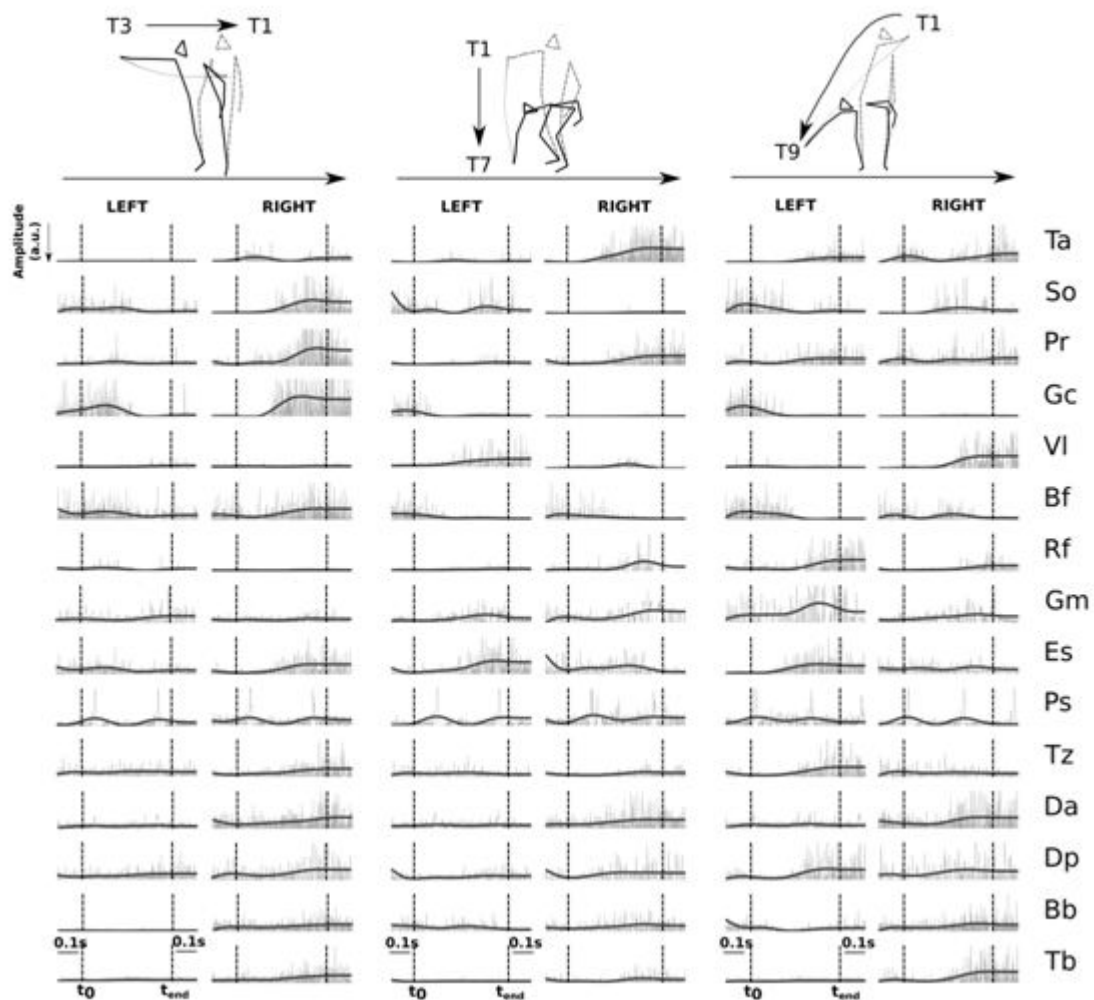 T3 T1 T1 T1
T7 T9
LEFT RIGHT LEFT RIGHT LEFT RIGHT
Amplitude
(a.u.)
Ta
So
Pr
Gc
Vl
Bf
Rf
Gm
Es
Ps
Tz
Da
Dp
Bb
0.1s 0.1s 0.1s 0.1s 0.1s 0.1s
Tb
t0 tend t0 tend t0 tend